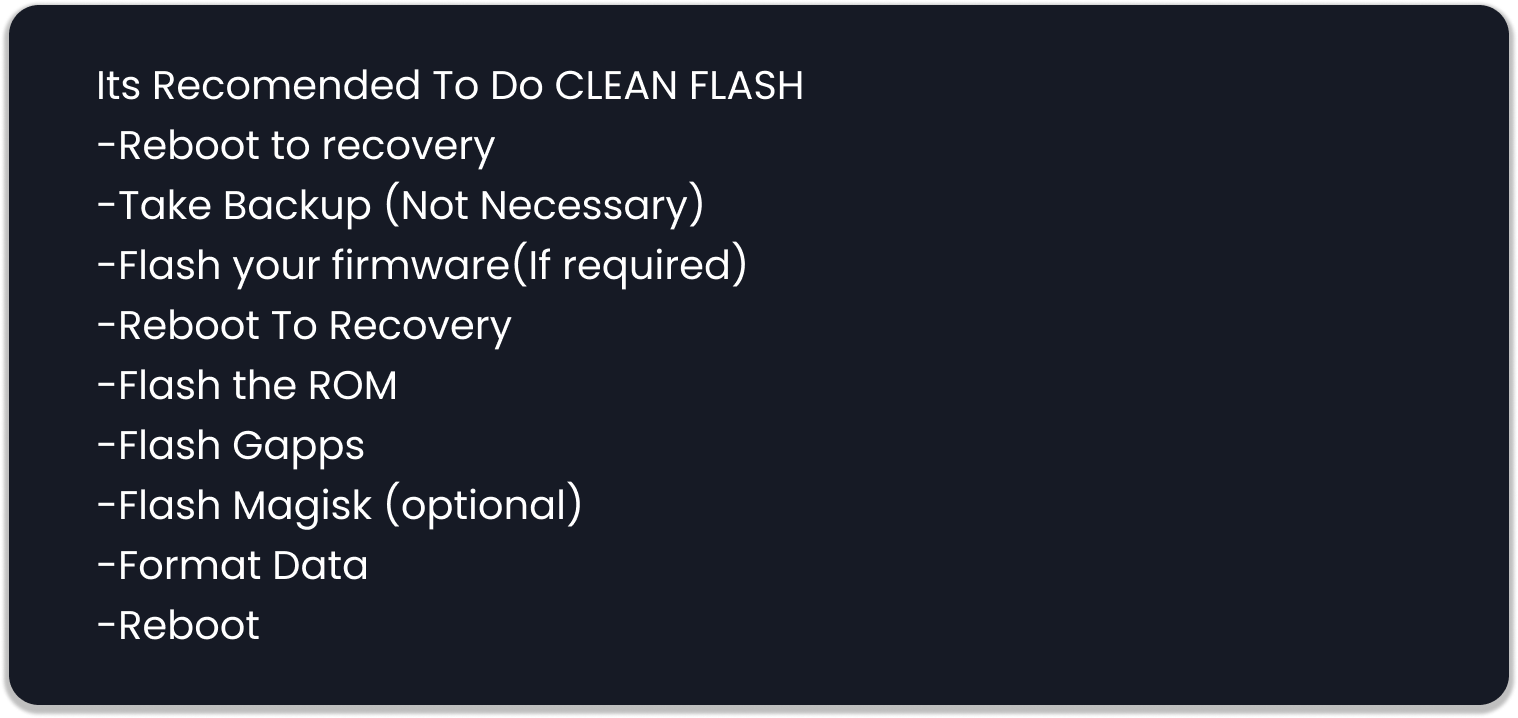 Its Recomended To Do CLEAN FLASH
-Reboot to recovery
-Take Backup (Not Necessary)
-Flash your firmware(If required)
-Reboot To Recovery
-Flash the ROM
-Flash Gapps
-Flash Magisk (optional)
-Format Data
-Reboot